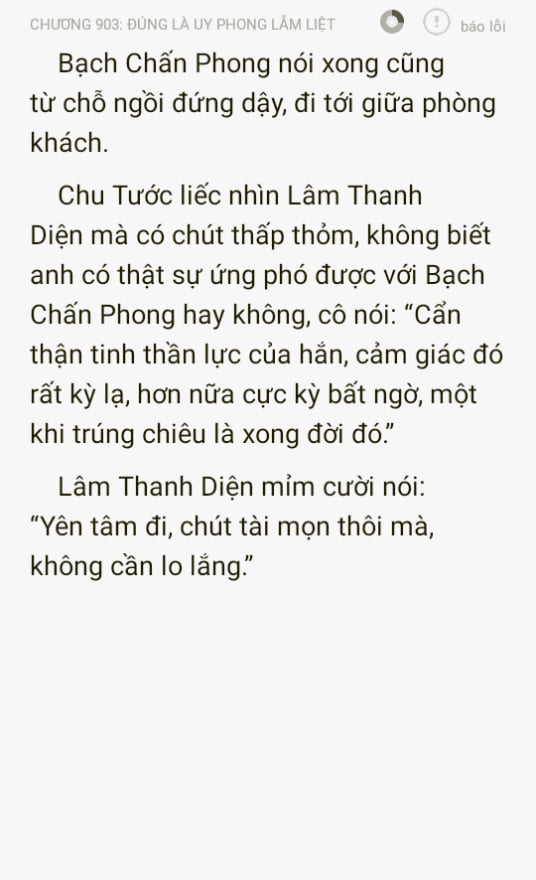 CHƯƠNG 903: ĐÚNG LÀ UY PHONG LẪM LIỆT
báo lỗi
Bạch Chấn Phong nói xong cũng
từ chỗ ngồi đứng dậy, đi tới giữa phòng
khách.
Chu Tước liếc nhìn Lâm Thanh
Diện mà có chút thấp thỏm, không biết
anh có thật sự ứng phó được với Bạch
Chấn Phong hay không, cô nói: “Cẩn
thận tinh thần lực của hắn, cảm giác đó
rất kỳ lạ, hơn nữa cực kỳ bất ngờ, một
khi trúng chiêu là xong đời đó.”
Lâm Thanh Diện mỉm cười nói:
“Yên tâm đi, chút tài mọn thôi mà,
không cần lo lắng.”